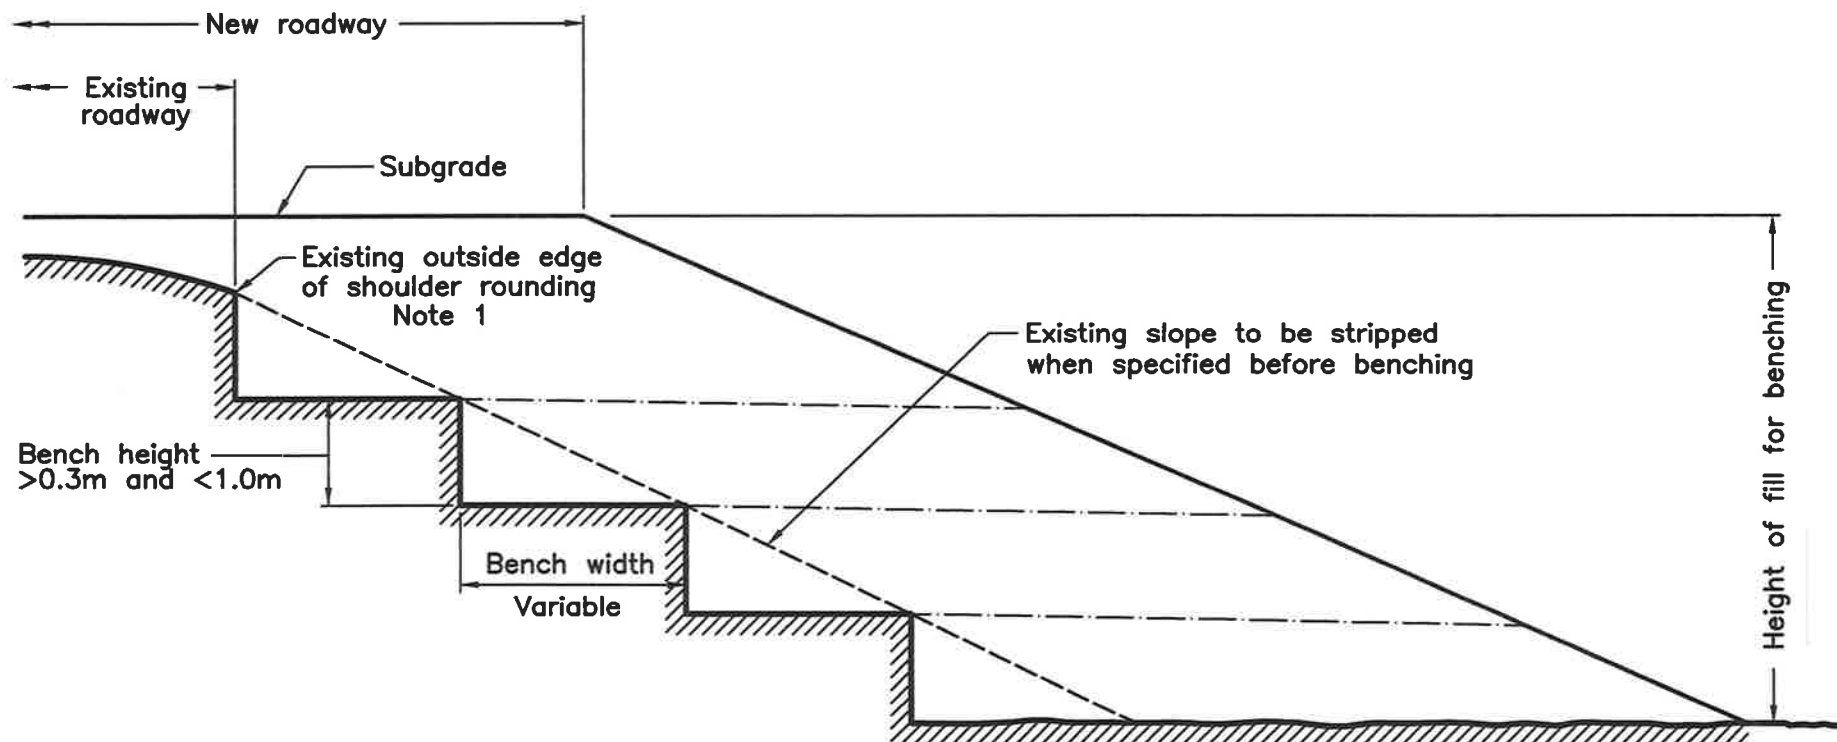 New roadway
Existing
roadway
Subgrade
Existing outside edge
of shoulder rounding
Note 1
Existing slope to be stripped
when specified before benching
Bench height
>0.3m and <1.0m
Bench width
Variable
Height of fill for benching